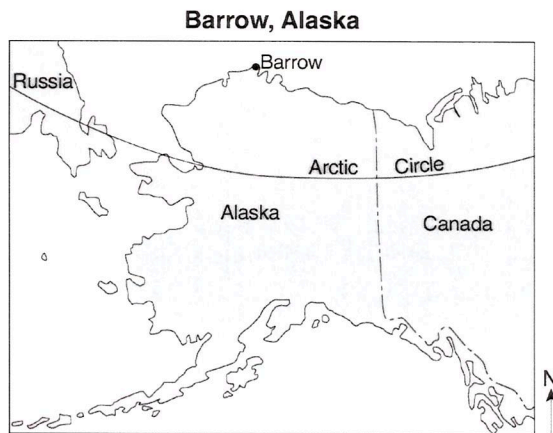 Barrow, Alaska
Barrow
Russia
Arctic Circle
Alaska
Canada
N